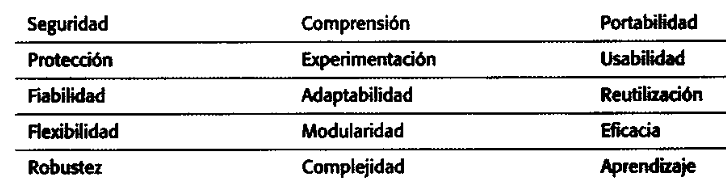 Seguridad Comprensión Portabilidad
Protección Experimentación Usabilidad
Fiabilidad Adaptabilidad Reutilización
Flexibilidad Modularidad Eficacia
Robustez Complejidad Aprendizaje